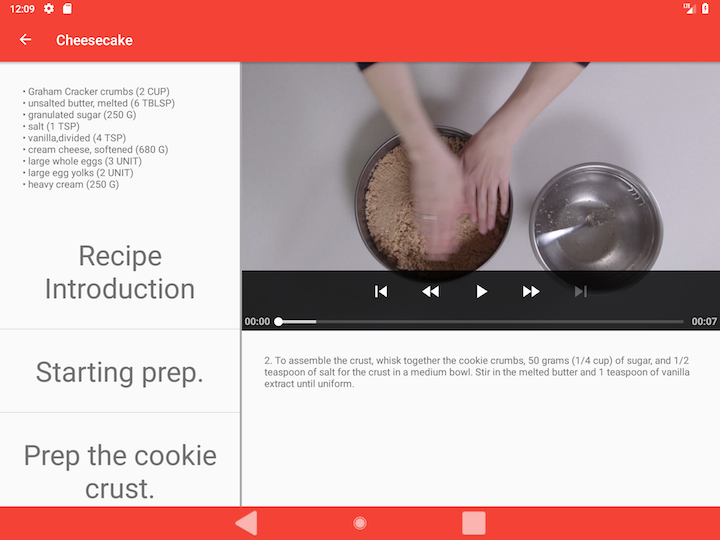 12:09
LTE
Cheesecake
• Graham Cracker crumbs (2 CUP)
• unsalted butter, melted (6 TBLSP)
• granulated sugar (250 G)
• salt (1 TSP)
• vanilla,divided (4 TSP)
• cream cheese, softened (680 G)
• large whole eggs (3 UNIT)
• large egg yolks (2 UNIT)
• heavy cream (250 G)
Recipe
Introduction
Starting prep.
Prep the cookie
crust.
00:00
00:07
2. To assemble the crust, whisk together the cookie crumbs, 50 grams (1/4 cup) of sugar, and 1/2
teaspoon of salt for the crust in a medium bowl. Stir in the melted butter and 1 teaspoon of vanilla
extract until uniform.